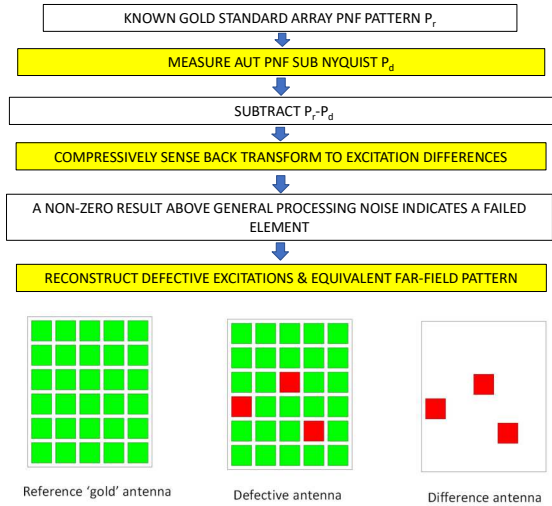 KNOWN GOLD STANDARD ARRAY PNF PATTERN Pr
MEASURE AUT PNF SUB NYQUIST Pd
SUBTRACT Pr-Pd
COMPRESSIVELY SENSE BACK TRANSFORM TO EXCITATION DIFFERENCES
A NON-ZERO RESULT ABOVE GENERAL PROCESSING NOISE INDICATES A FAILED
ELEMENT
RECONSTRUCT DEFECTIVE EXCITATIONS & EQUIVALENT FAR-FIELD PATTERN
Reference ‘gold’ antenna
Defective antenna
Difference antenna